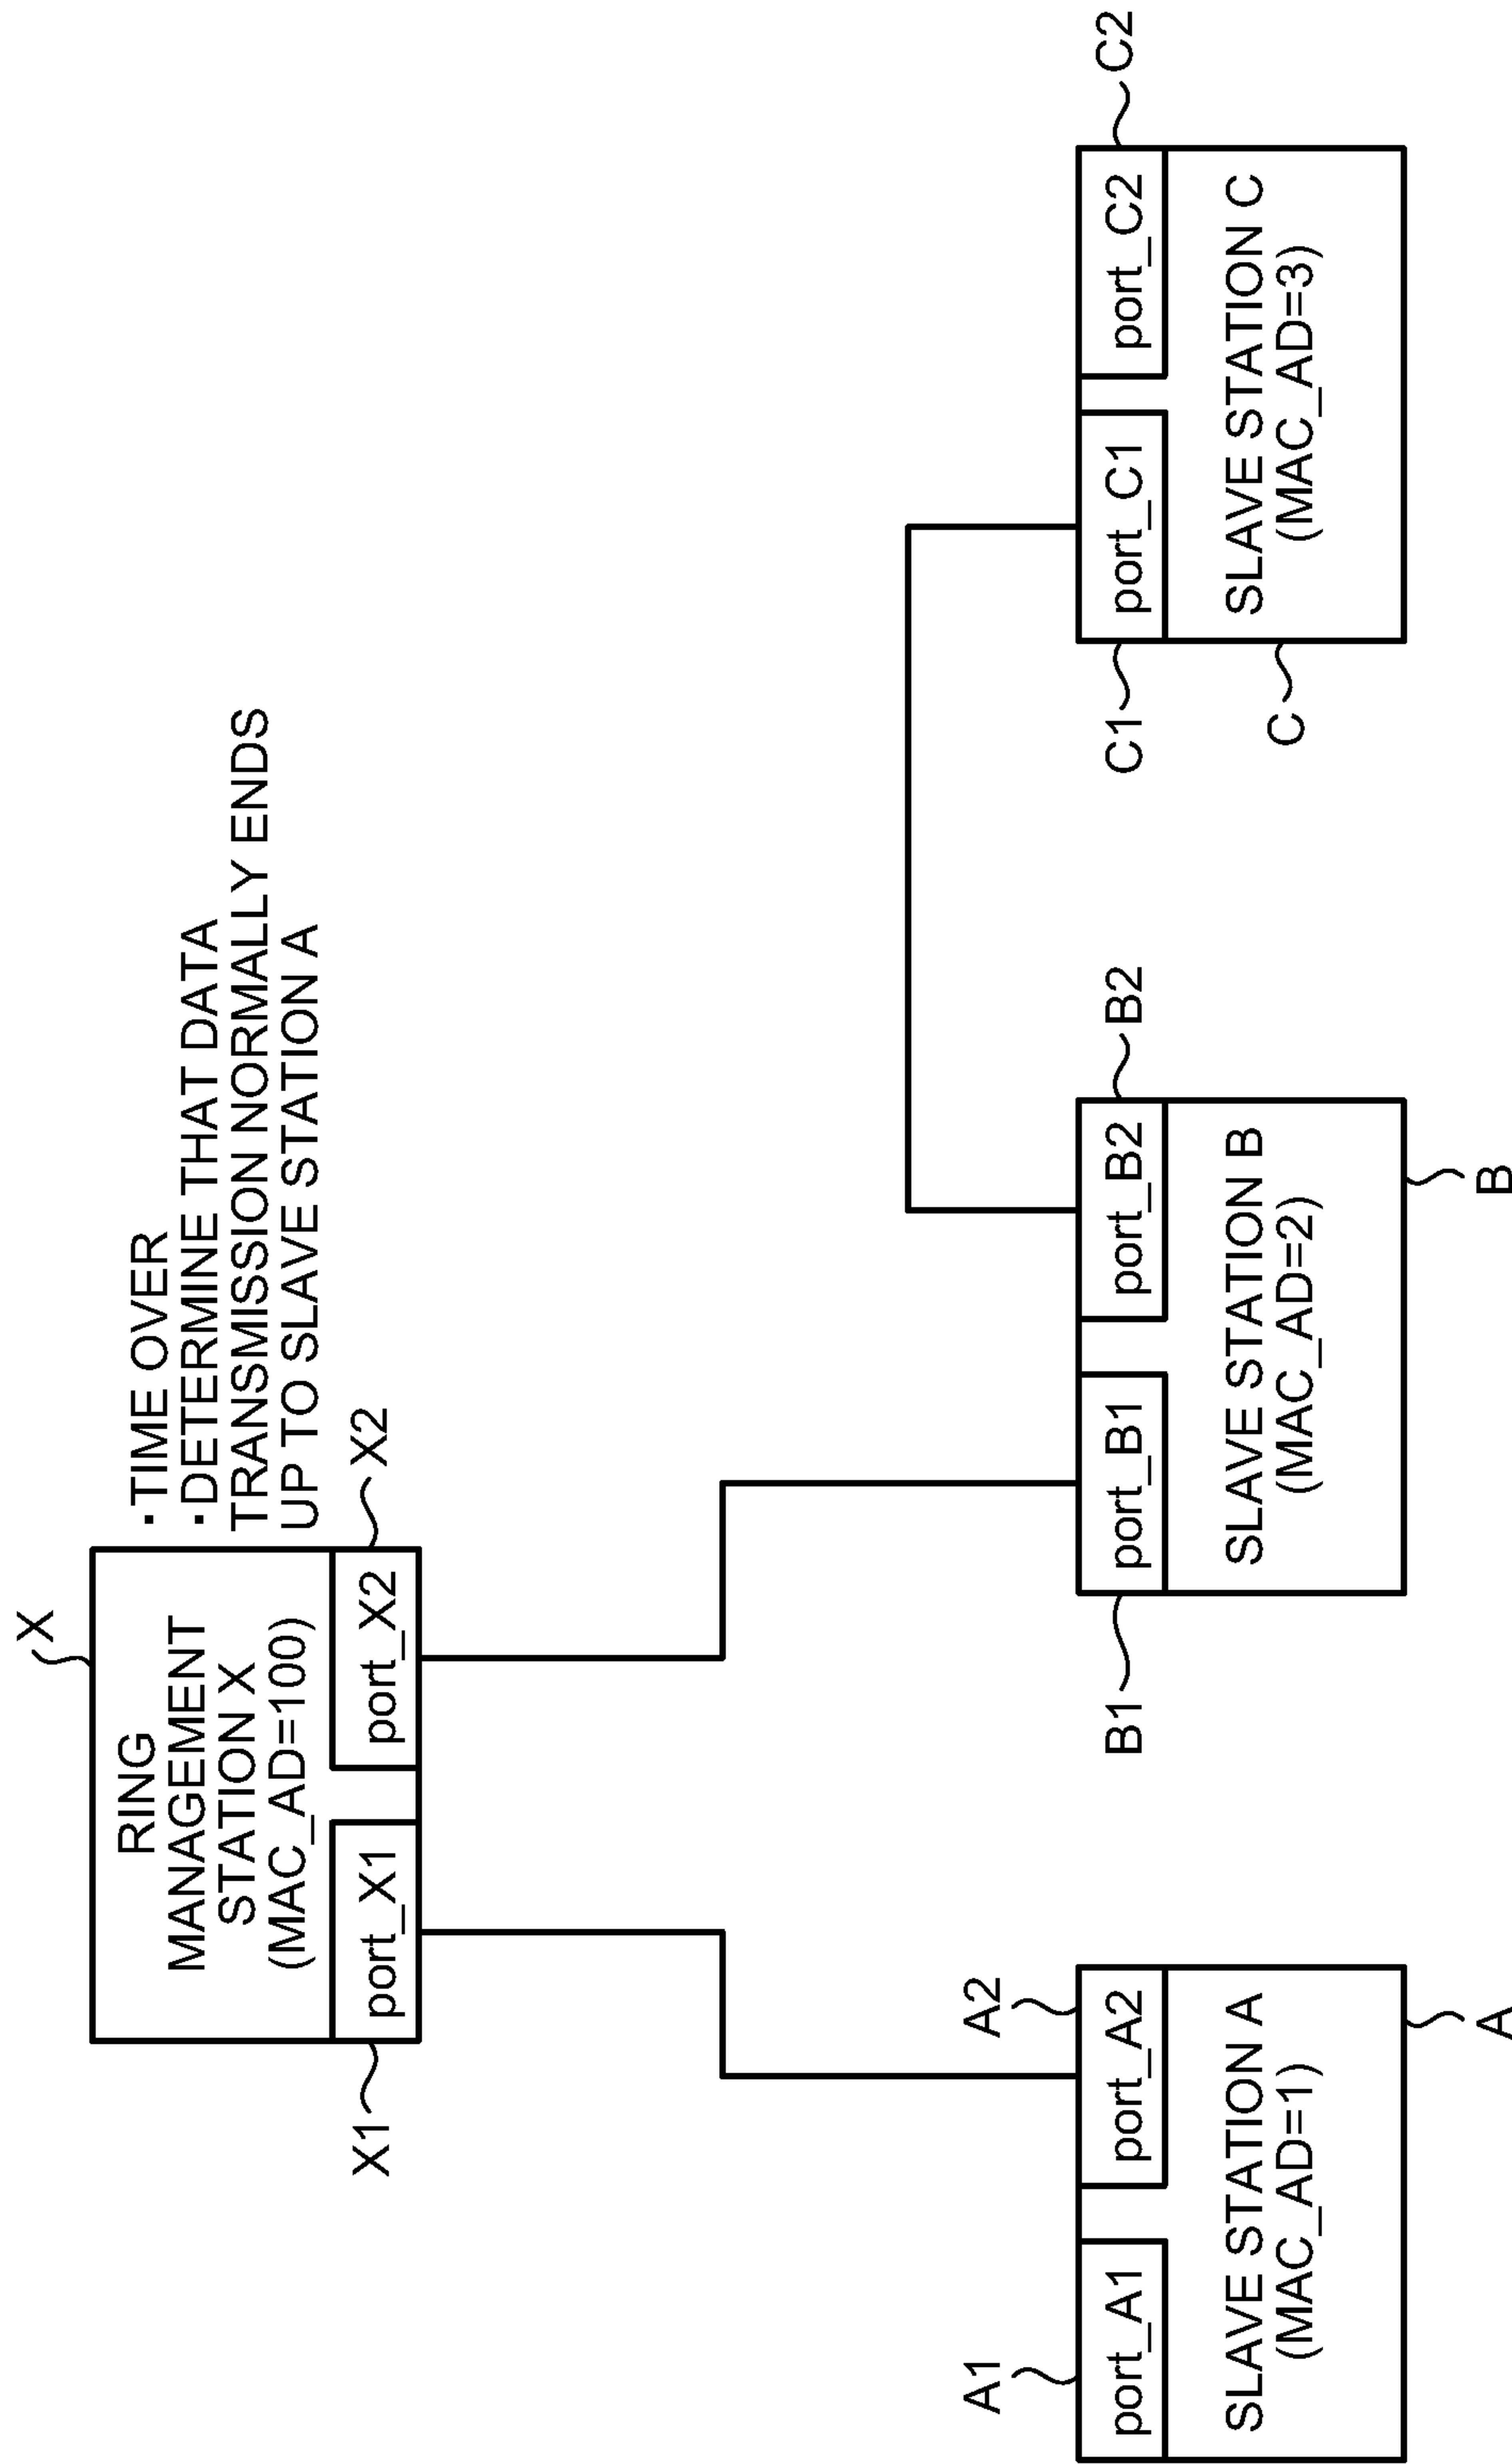 X
RING
MANAGEMENT
STATION X
(MAC_AD=100)
port_X1
port_X2
X1
X2
・TIME OVER
・DETERMINE THAT DATA
TRANSMISSION NORMALLY ENDS
UP TO SLAVE STATION A
A1
A2
port_A1
port_A2
SLAVE STATION A
(MAC_AD=1)
A
B1
B2
port_B1
port_B2
SLAVE STATION B
(MAC_AD=2)
B
C1
C2
port_C1
port_C2
SLAVE STATION C
(MAC_AD=3)
C